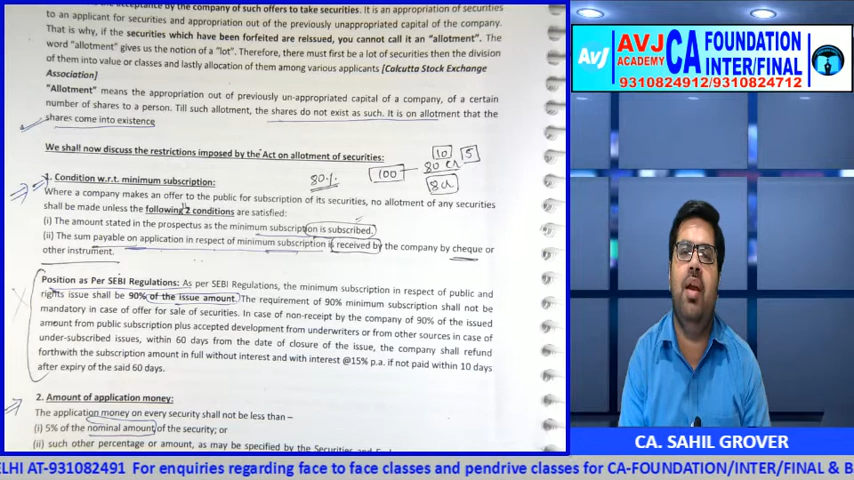 the acceptance by the company of such offers to take securities. It is an appropriation of securities
to an applicant for securities and appropriation out of the previously unappropriated capital of the company.
That is why, if the securities which have been forfeited are reissued, you cannot call it an "allotment". The
word "allotment" gives us the notion of a "lot". Therefore, there must first be a lot of securities then the division
of them into value or classes and lastly allocation of them among various applicants [Calcutta Stock Exchange
Association]
"Allotment" means the appropriation out of previously un-appropriated capital of a company, of a certain
number of shares to a person. Till such allotment, the shares do not exist as such. It is on allotment that the
shares come into existence
We shall now discuss the restrictions imposed by the Act on allotment of securities:
10 5
80%
100
80 Cr
8 Cr
1. Condition w.r.t. minimum subscription:
Where a company makes an offer to the public for subscription of its securities, no allotment of any securities
shall be made unless the following 2 conditions are satisfied:
(i) The amount stated in the prospectus as the minimum subscription is subscribed.
(ii) The sum payable on application in respect of minimum subscription is received by the company by cheque or
other instrument.
Position as Per SEBI Regulations: As per SEBI Regulations, the minimum subscription in respect of public and
rights issue shall be 90% of the issue amount. The requirement of 90% minimum subscription shall not be
mandatory in case of offer for sale of securities. In case of non-receipt by the company of 90% of the issued
amount from public subscription plus accepted development from underwriters or from other sources in case of
under-subscribed issues, within 60 days from the date of closure of the issue, the company shall refund
forthwith the subscription amount in full without interest and with interest @15% p.a. if not paid within 10 days
after expiry of the said 60 days.
2. Amount of application money:
The application money on every security shall not be less than –
(i) 5% of the nominal amount of the security; or
(ii) such other percentage or amount, as may be specified by the Securities and
AVJ
AVJ
ACADEMY
CA
FOUNDATION
INTER/FINAL
9310824912/9310824712
CA. SAHIL GROVER
ELHI AT-931082491 For enquiries regarding face to face classes and pendrive classes for CA-FOUNDATION/INTER/FINAL & B